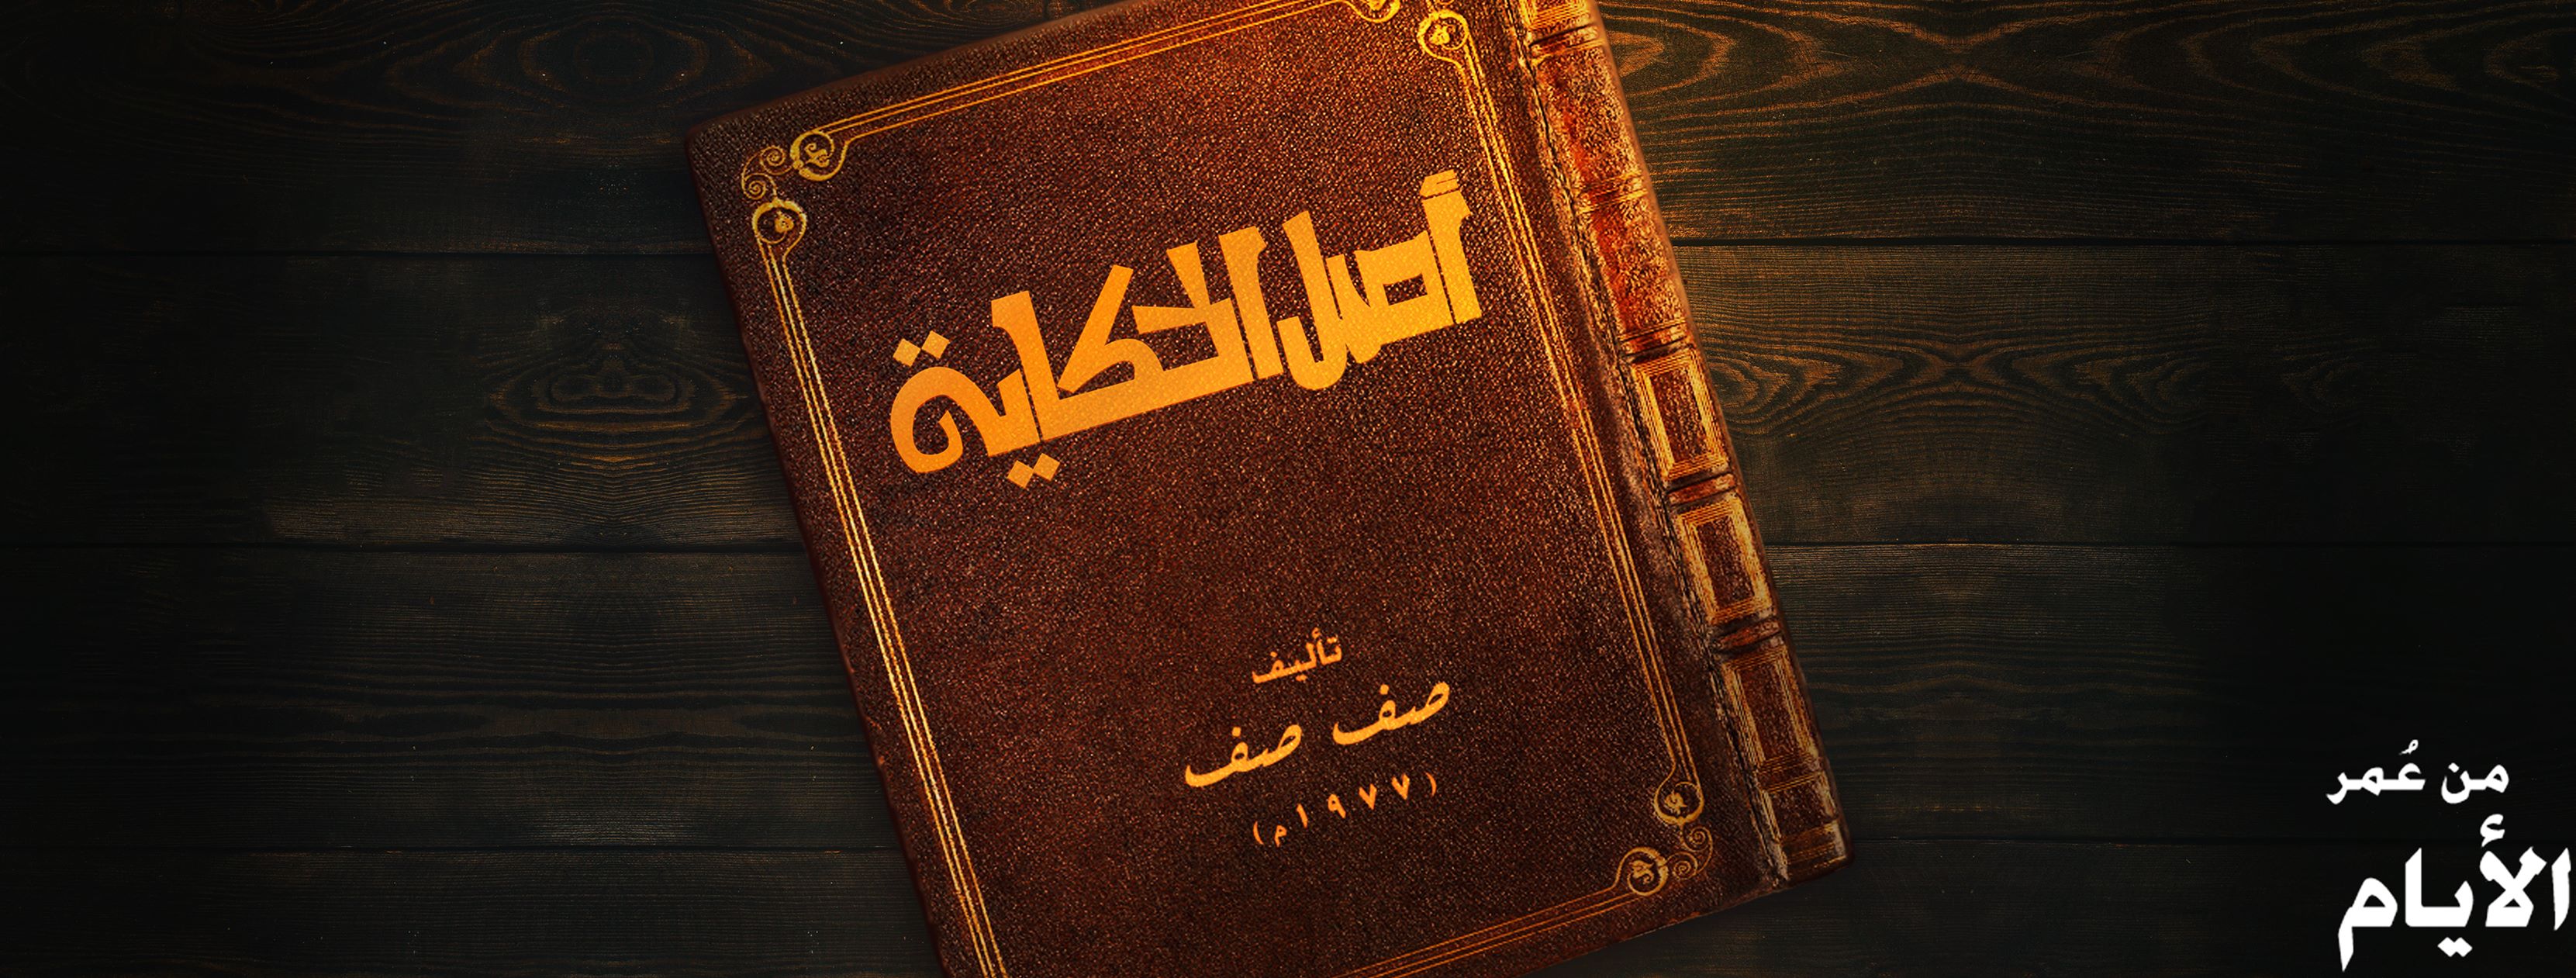 أصل الحكاية
تأليف
صف صف
(١٩٧٧م)
من عُمر
الأيام